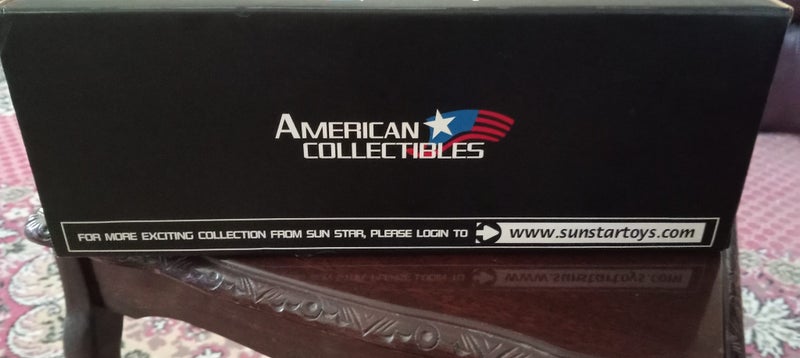 AMERICAN
COLLECTIBLES
FOR MORE EXCITING COLLECTION FROM SUN STAR, PLEASE LOGIN TO www.sunstartoys.com